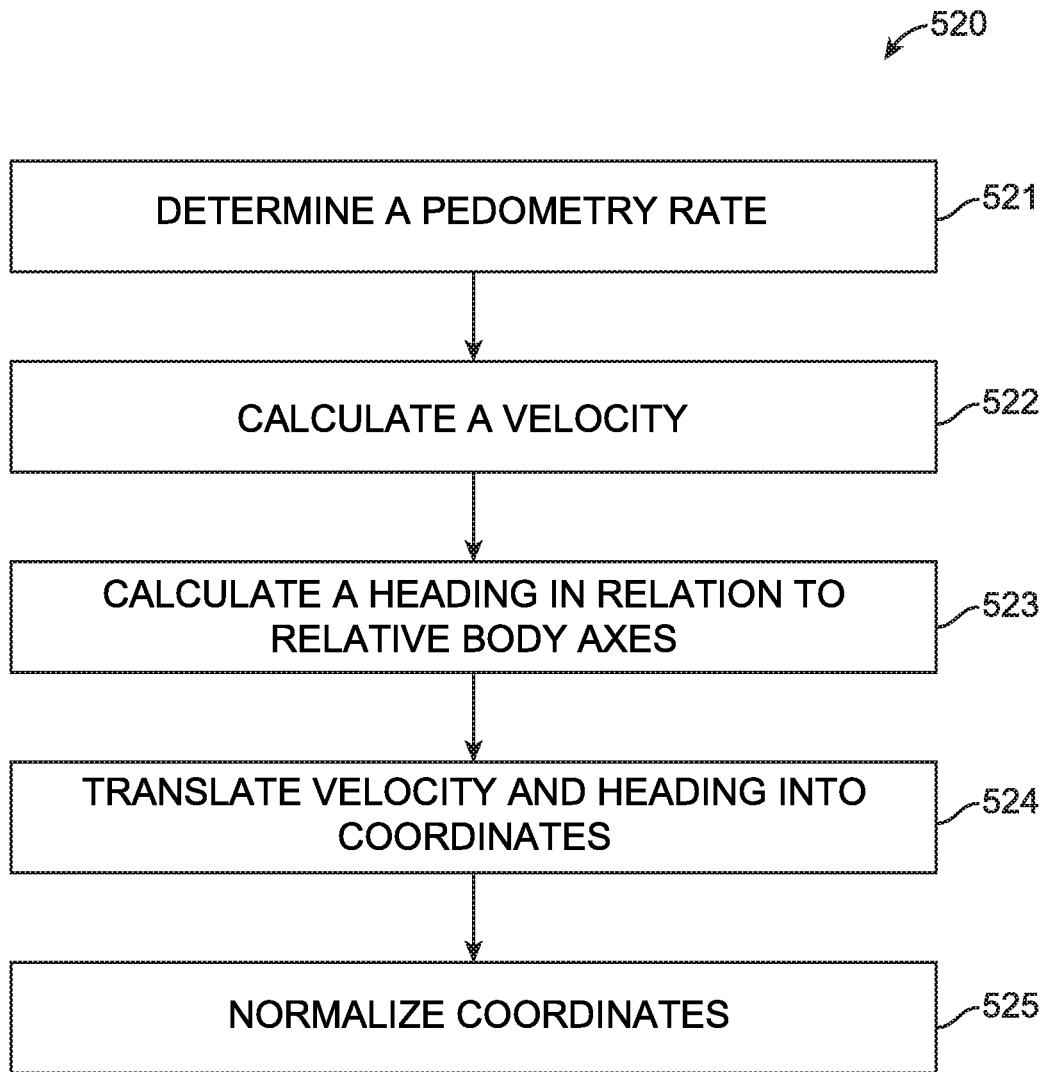 520
DETERMINE A PEDOMETRY RATE
521
CALCULATE A VELOCITY
522
CALCULATE A HEADING IN RELATION TO
RELATIVE BODY AXES
523
TRANSLATE VELOCITY AND HEADING INTO
COORDINATES
524
NORMALIZE COORDINATES
525